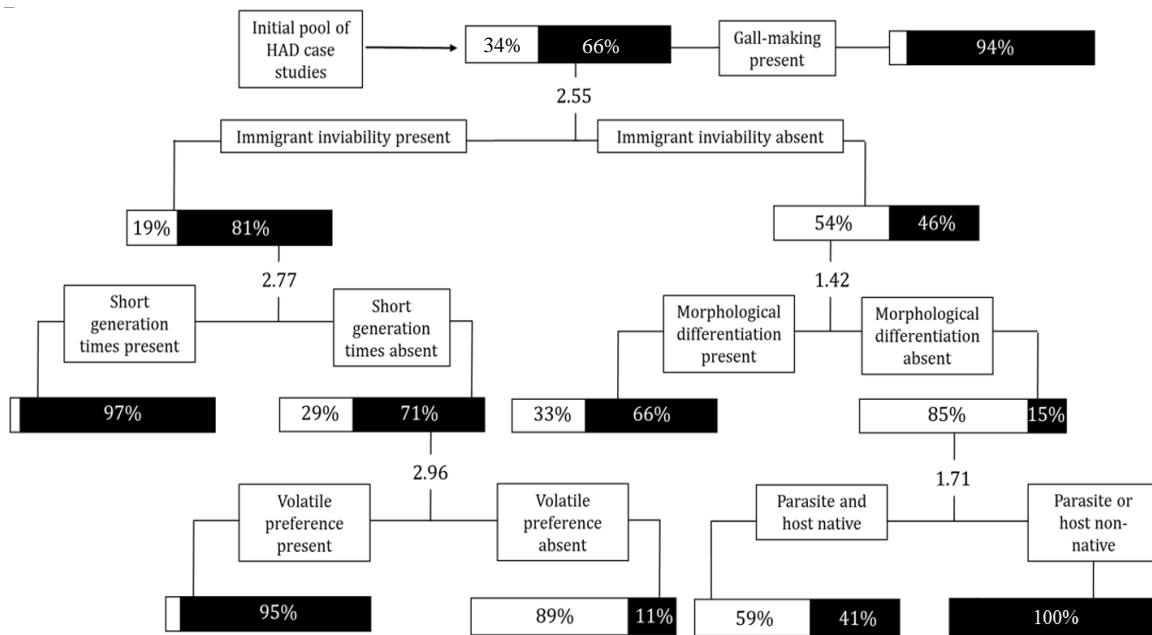 Initial pool of
HAD case
studies
34%
66%
Gall-making
present
94%
2.55
Immigrant inviability present
Immigrant inviability absent
19%
81%
54%
46%
2.77
1.42
Short
generation
times present
Short
generation
times absent
Morphological
differentiation
present
Morphological
differentiation
absent
97%
29%
71%
33%
66%
85%
15%
2.96
1.71
Volatile
preference
present
Volatile
preference
absent
Parasite and
host native
Parasite or
host non-
native
95%
89%
11%
59%
41%
100%